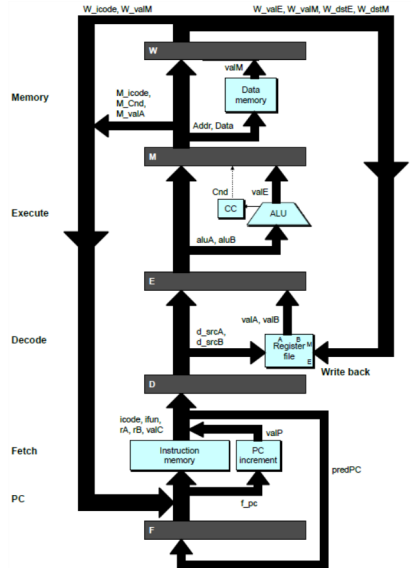 W_icode, W_valM
W_valE, W_valM, W_dstE, W_dstM
W
valM
Memory
M_icode,
M_Cnd,
M_valA
Data
memory
Addr, Data
M
Cnd
valE
Execute
CC
ALU
aluA, aluB
E
valA, valB
d_srcA,
d_srcB
A B
M
Register
file
E
Decode
Write back
D
icode, ifun,
rA, rB, valC
valP
Fetch
Instruction
memory
PC
increment
predPC
PC
f_pc
F